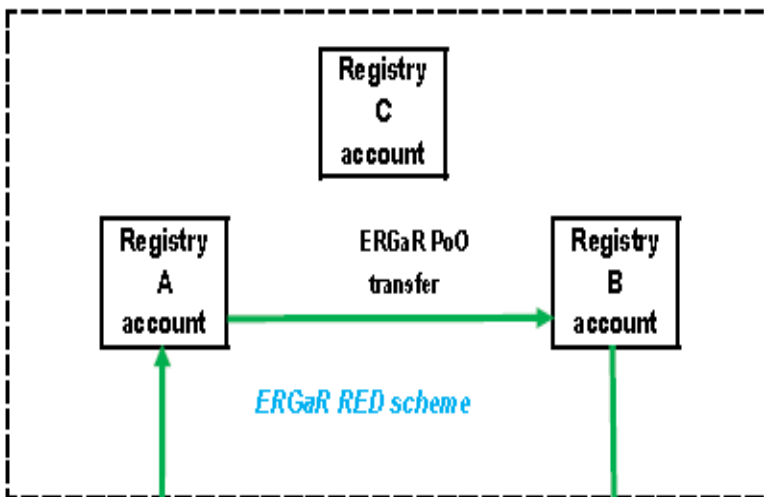 Registry
C
account
Registry
A
account
ERGaR PoO
transfer
Registry
B
account
ERGaR RED scheme